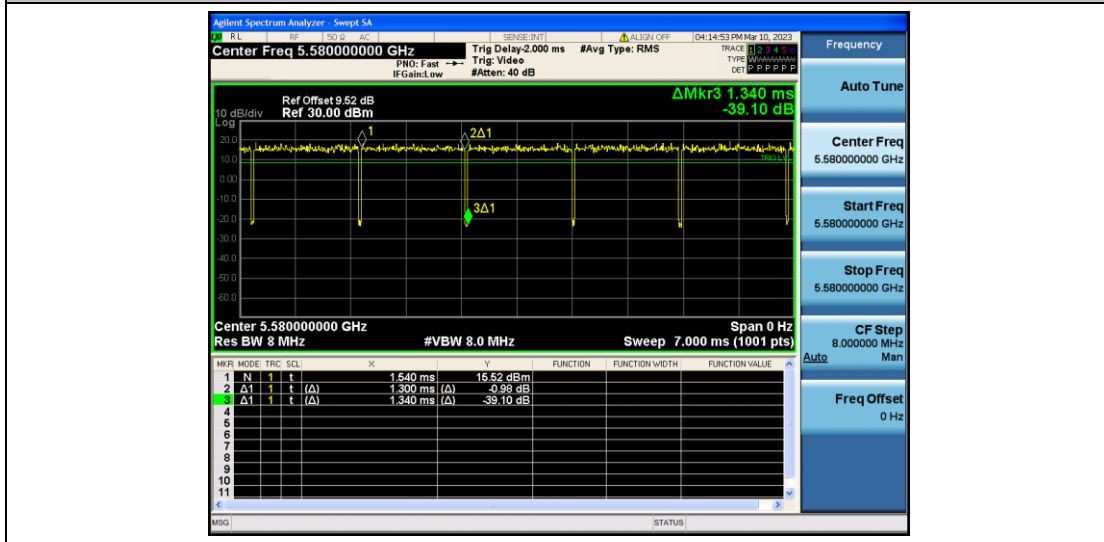 Agilent Spectrum Analyzer - Swept SA
RL RF 50 Ω AC SENSE:INT ALIGN OFF 04:14:53 PM Mar 10, 2023
Center Freq 5.580000000 GHz Trig Delay-2.000 ms #Avg Type: RMS TRACE 1 2 3 4 5 6
PNO: Fast Trig: Video TYPE
IFGain:Low #Atten: 40 dB DET P P P P P P
Frequency
Auto Tune
Ref Offset 9.52 dB ΔMkr3 1.340 ms
10 dB/div Ref 30.00 dBm -39.10 dB
Log
20.0
10.0
0.00
-10.0
-20.0
-30.0
-40.0
-50.0
-60.0
1
2Δ1
TRIG LVL
3Δ1
Center Freq
5.580000000 GHz
Start Freq
5.580000000 GHz
Stop Freq
5.580000000 GHz
CF Step
8.000000 MHz
Auto Man
Freq Offset
0 Hz
Center 5.580000000 GHz Span 0 Hz
Res BW 8 MHz #VBW 8.0 MHz Sweep 7.000 ms (1001 pts)
MKR MODE TRC SCL X Y FUNCTION FUNCTION WIDTH FUNCTION VALUE
1 N 1 t 1.540 ms 15.52 dBm
2 Δ1 1 t (Δ) 1.300 ms (Δ) -0.98 dB
3 Δ1 1 t (Δ) 1.340 ms (Δ) -39.10 dB
4
5
6
7
8
9
10
11
MSG STATUS